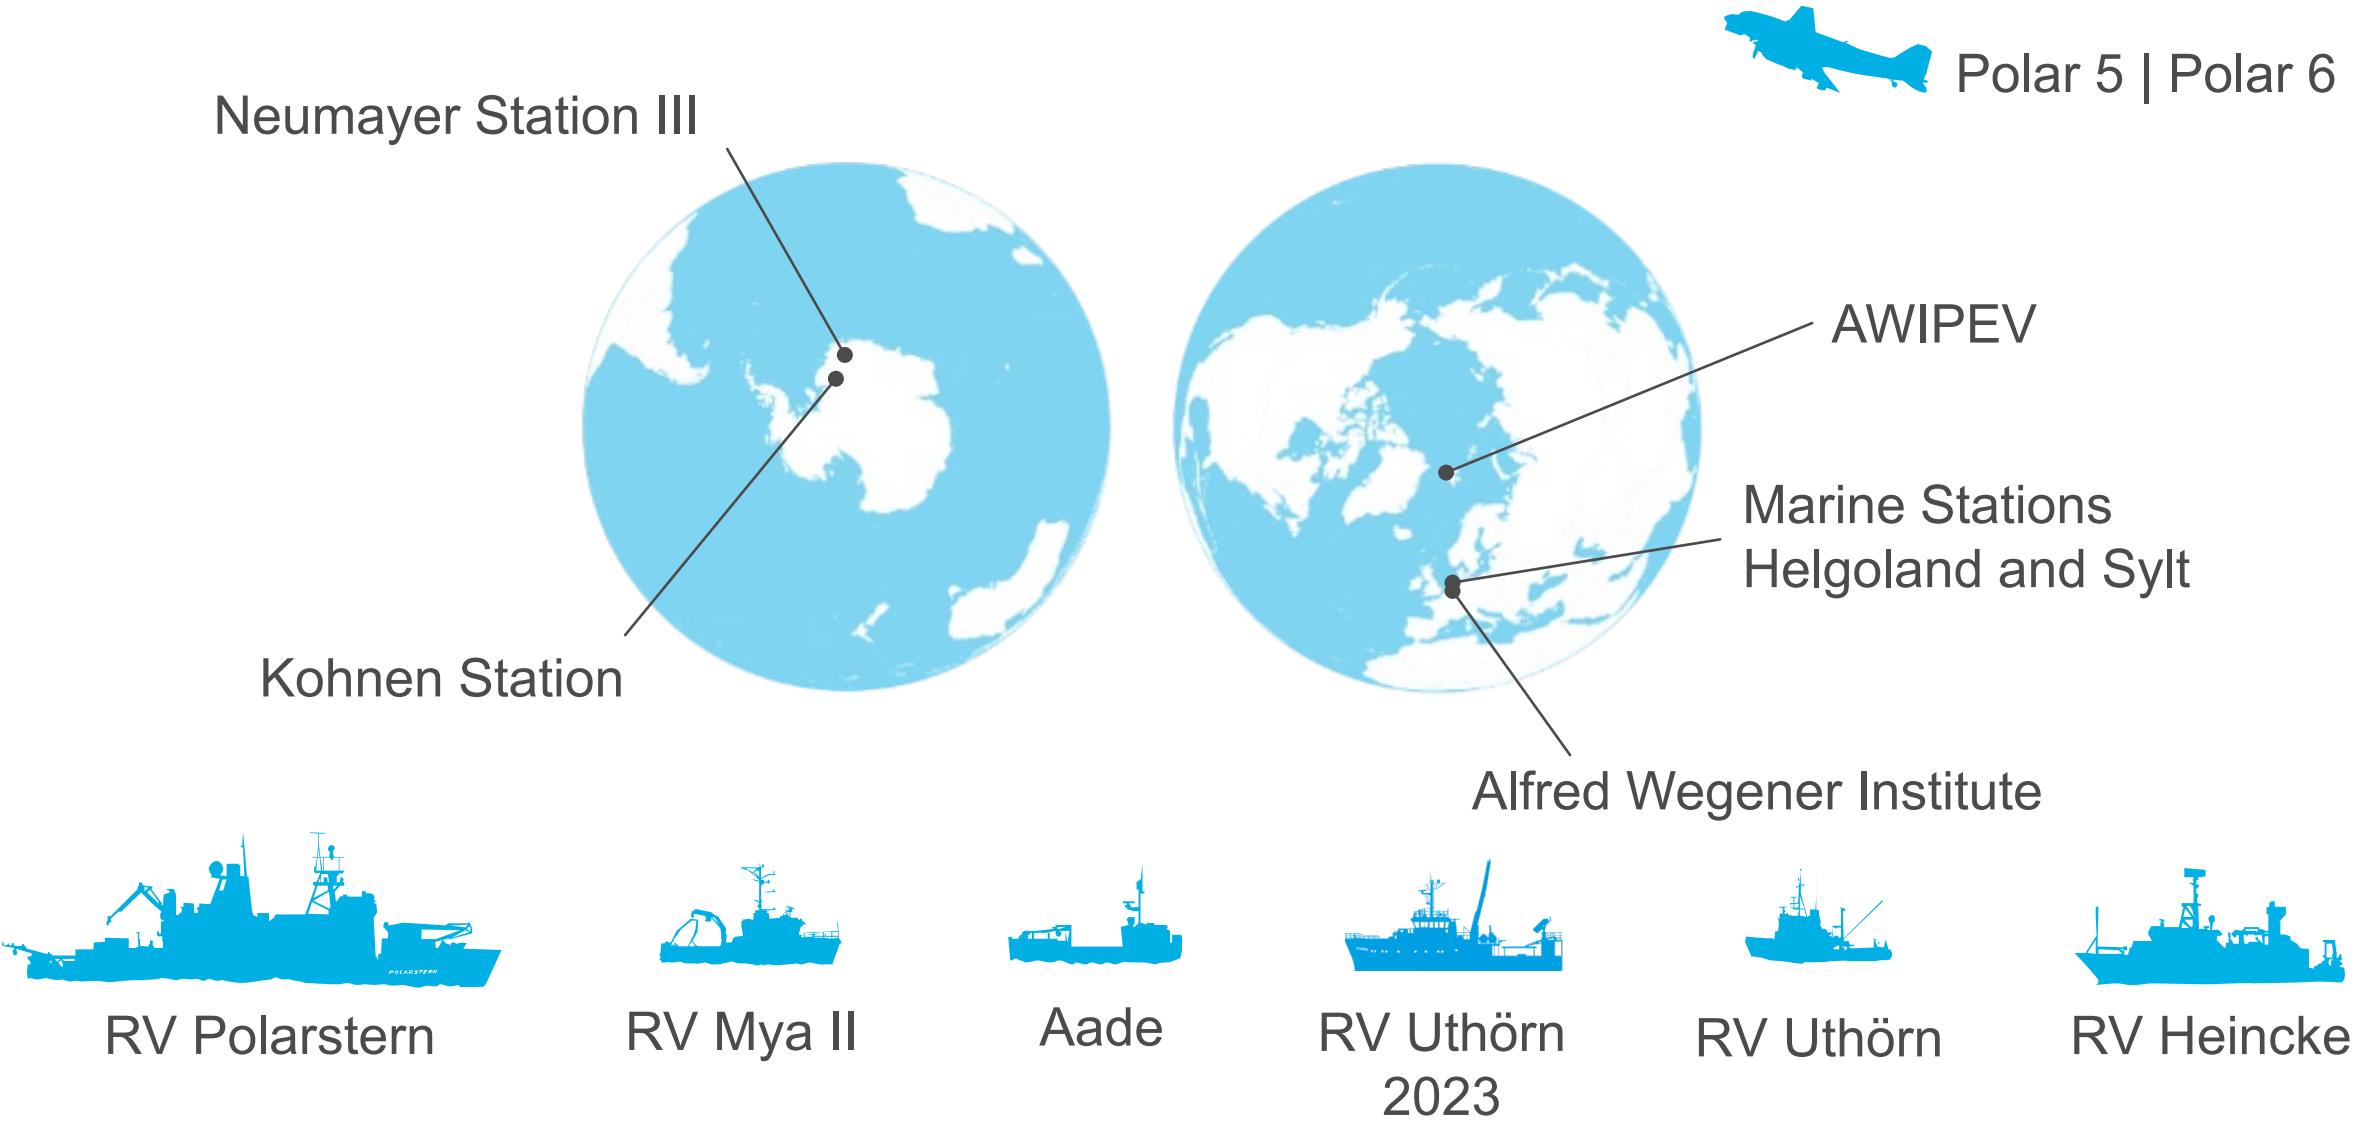 Polar 5 | Polar 6
Neumayer Station III
AWIPEV
Marine Stations
Helgoland and Sylt
Kohnen Station
Alfred Wegener Institute
POLARSTERN
RV Polarstern
RV Mya II
Aade
RV Uthörn
2023
RV Uthörn
RV Heincke